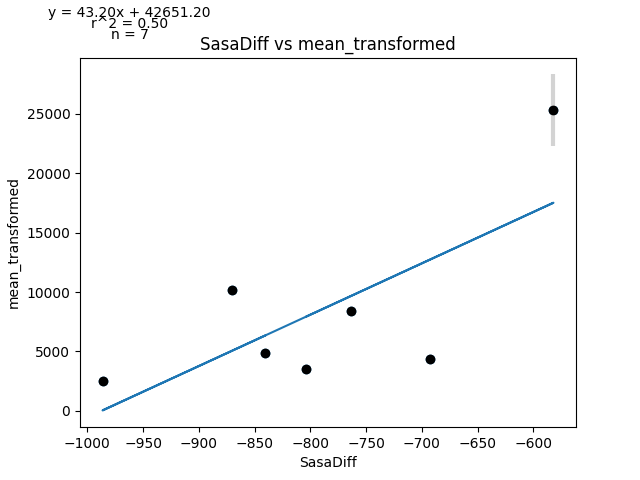 y = 43.20x + 42651.20
r^2 = 0.50
n = 7
SasaDiff vs mean_transformed
mean_transformed
25000
20000
15000
10000
5000
0
−1000 −950 −900 −850 −800 −750 −700 −650 −600
SasaDiff